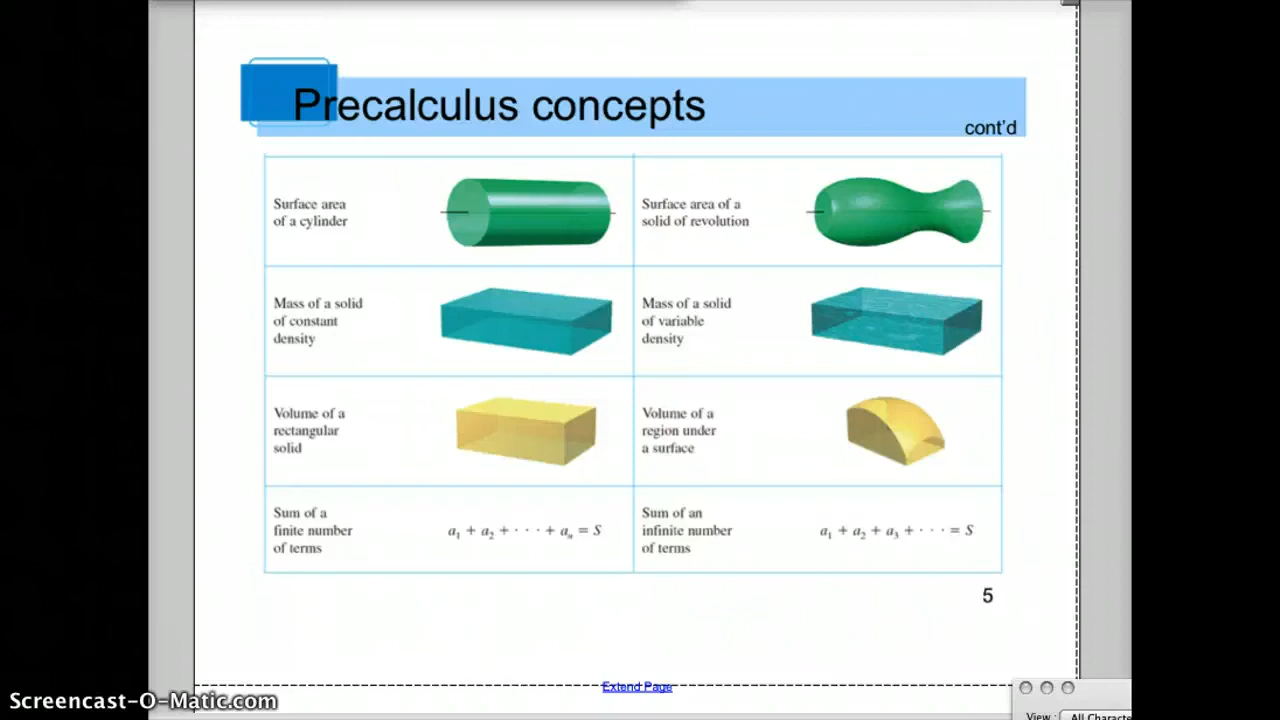 Precalculus concepts
cont'd
Surface area
of a cylinder
Surface area of a
solid of revolution
Mass of a solid
of constant
density
Mass of a solid
of variable
density
Volume of a
rectangular
solid
Volume of a
region under
a surface
Sum of a
finite number
of terms
a₁ + a₂ + · · · + aₙ = S
Sum of an
infinite number
of terms
a₁ + a₂ + a₃ + · · · = S
5
Extend Page
Screencast-O-Matic.com
View : All Characte